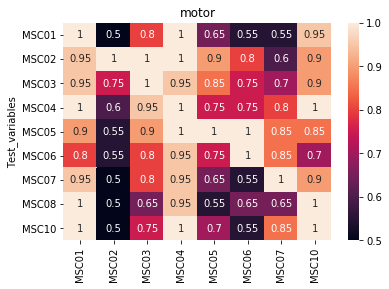 motor
Test_variables
MSC01 1 0.5 0.8 1 0.65 0.55 0.55 0.95
MSC02 0.95 1 1 1 0.9 0.8 0.6 0.9
MSC03 0.95 0.75 1 0.95 0.85 0.75 0.7 0.9
MSC04 1 0.6 0.95 1 0.75 0.75 0.8 1
MSC05 0.9 0.55 0.9 1 1 1 0.85 0.85
MSC06 0.8 0.55 0.8 0.95 0.75 1 0.85 0.7
MSC07 0.95 0.5 0.8 0.95 0.65 0.55 1 0.9
MSC08 1 0.5 0.65 0.95 0.55 0.65 0.65 1
MSC10 1 0.5 0.75 1 0.7 0.55 0.85 1
MSC01 MSC02 MSC03 MSC04 MSC05 MSC06 MSC07 MSC10
1.0
0.9
0.8
0.7
0.6
0.5